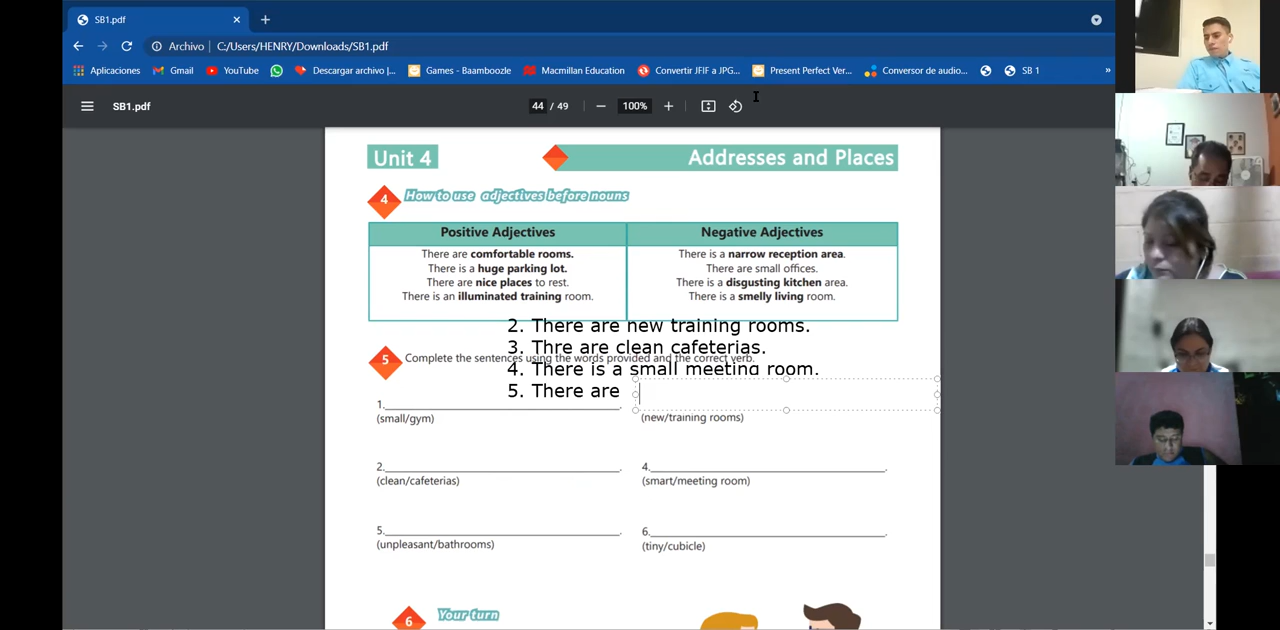 SB1.pdf
Archivo C:/Users/HENRY/Downloads/SB1.pdf
Aplicaciones Gmail YouTube Descargar archivo |... Games - Baamboozle Macmillan Education Convertir JFIF a JPG... Present Perfect Ver... Conversor de audio... SB 1 »
SB1.pdf 44 / 49 100%
Unit 4 Addresses and Places
4 How to use adjectives before nouns
Positive Adjectives Negative Adjectives
There are comfortable rooms. There is a narrow reception area.
There is a huge parking lot. There are small offices.
There are nice places to rest. There is a disgusting kitchen area.
There is an illuminated training room. There is a smelly living room.
2. There are new training rooms.
3. Thre are clean cafeterias.
5 Complete the sentences using the words provided and the correct verb.
4. There is a small meeting room.
5. There are
1.____________.
(small/gym) (new/training rooms)
2.____________. 4.____________.
(clean/cafeterias) (smart/meeting room)
5.____________. 6.____________.
(unpleasant/bathrooms) (tiny/cubicle)
6 Your turn